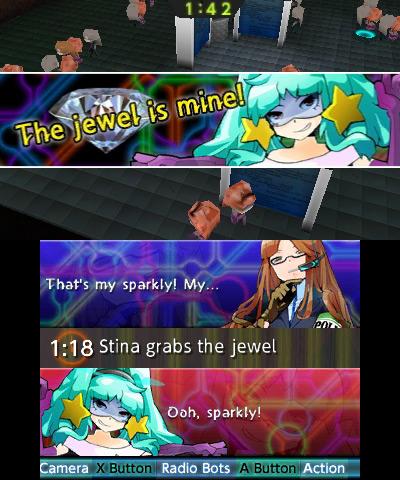 1:42
The jewel is mine!
That's my sparkly! My...
1:18 Stina grabs the jewel
Ooh, sparkly!
Camera X Button Radio Bots A Button Action